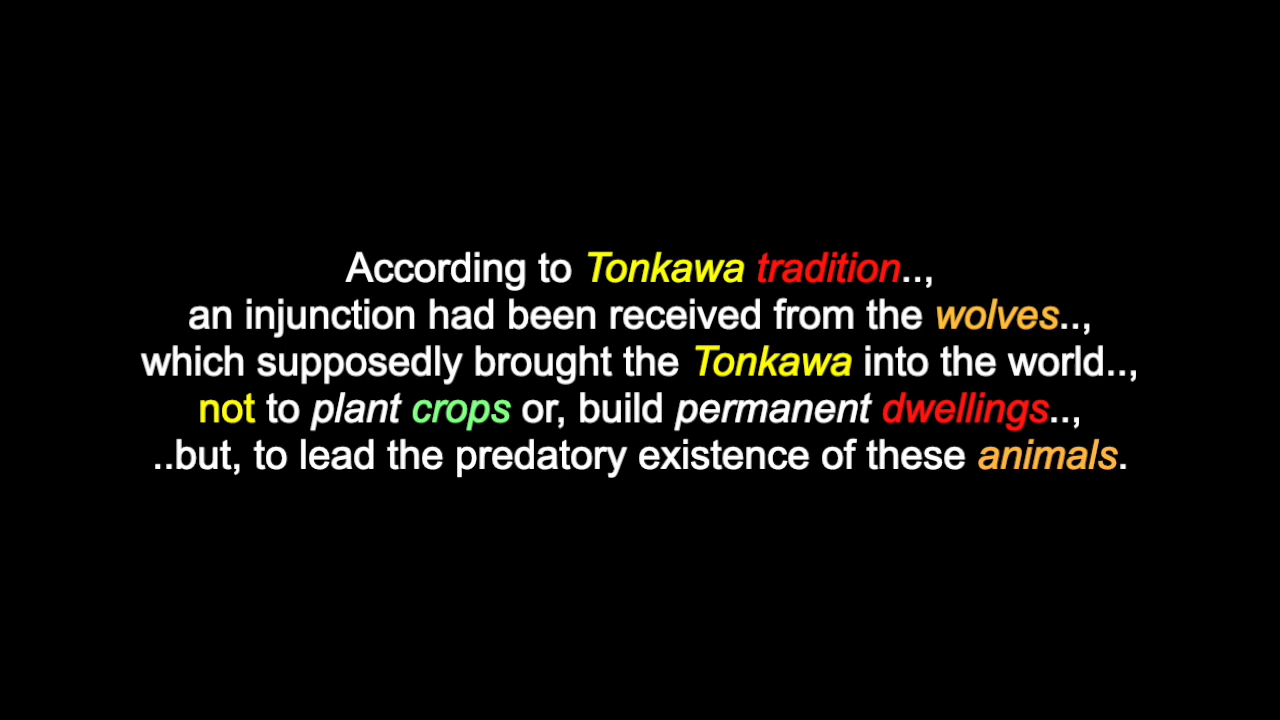 According to Tonkawa tradition..,
an injunction had been received from the wolves..,
which supposedly brought the Tonkawa into the world..,
not to plant crops or, build permanent dwellings..,
..but, to lead the predatory existence of these animals.